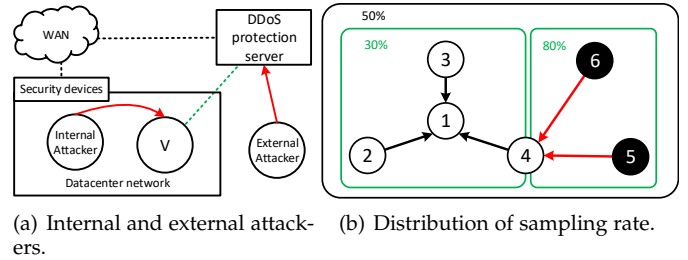 WAN
DDoS
protection
server
Security devices
Internal
Attacker
V
External
Attacker
Datacenter network
50%
30%
80%
3
6
1
2
4
5
(a) Internal and external attack-
ers.
(b) Distribution of sampling rate.